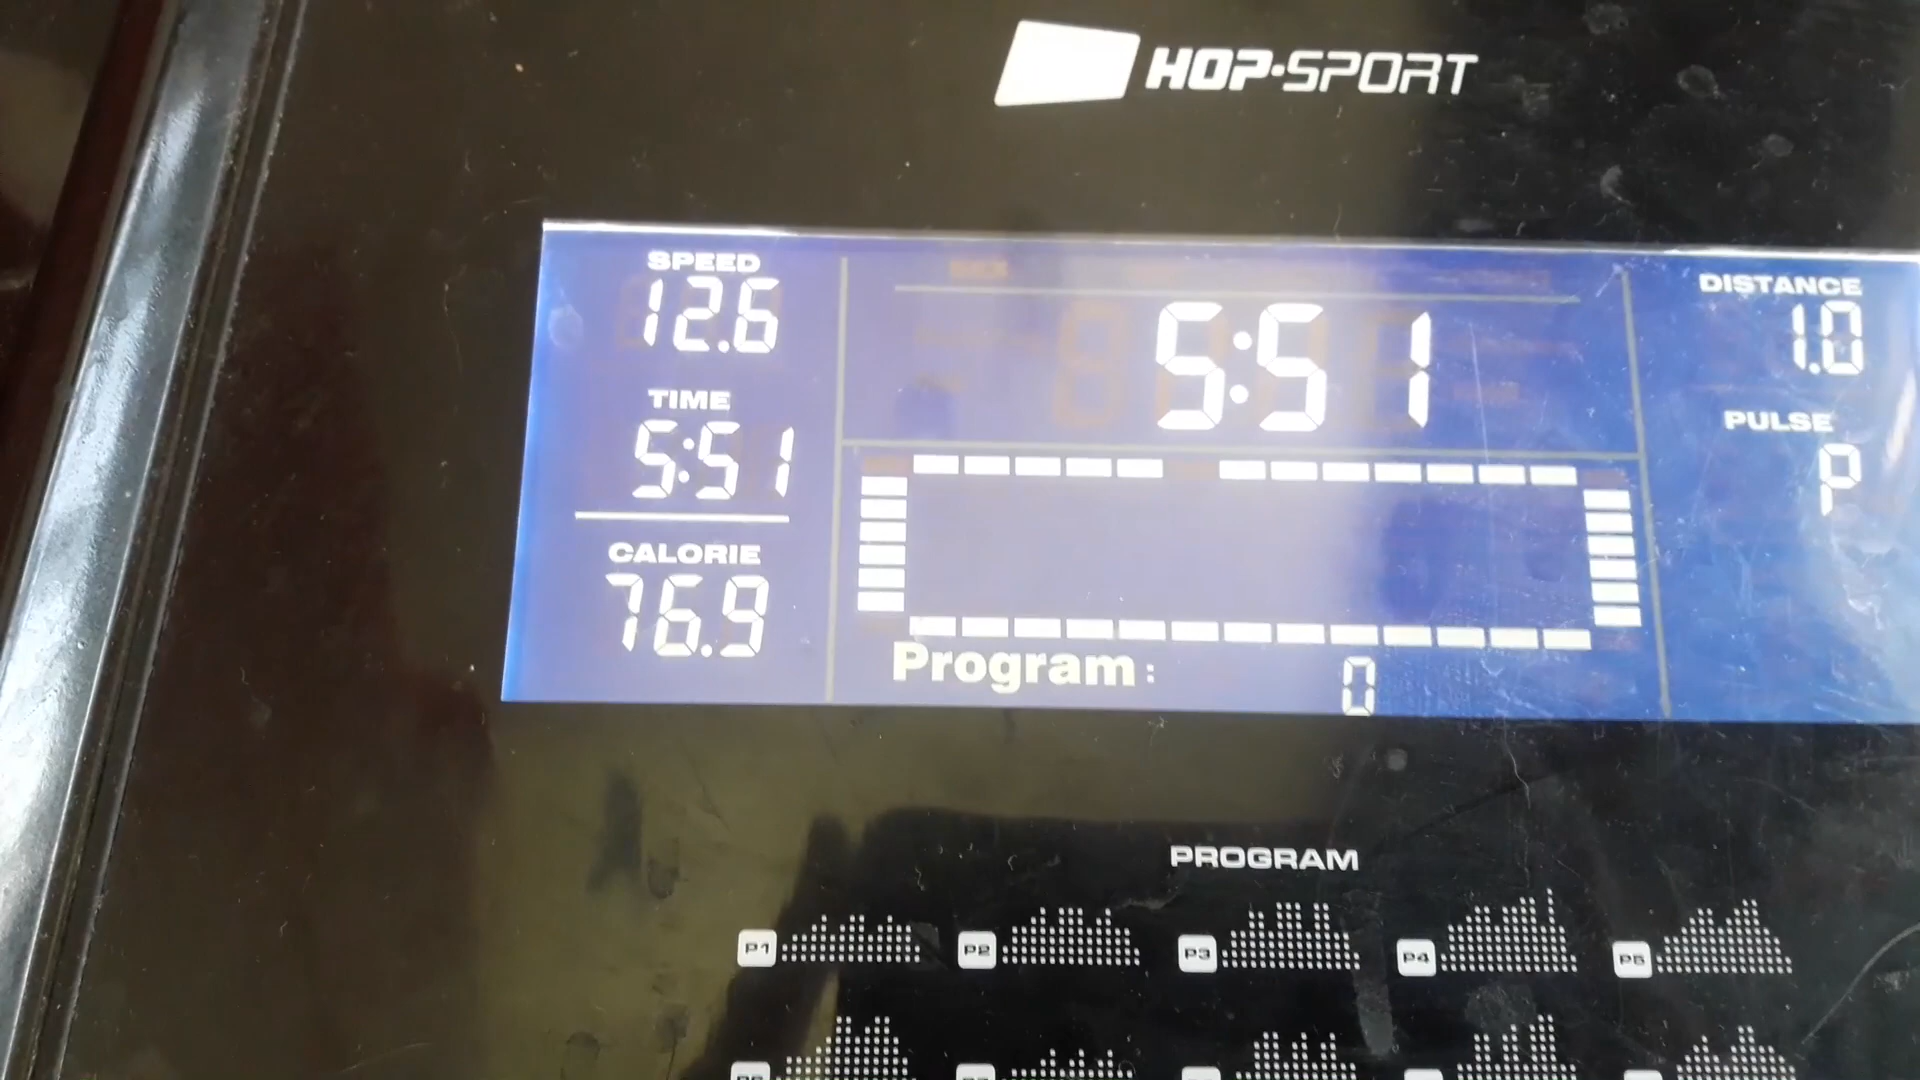 HOP·SPORT
SPEED
12.6
TIME
5:51
CALORIE
76.9
5:51
Program:
0
DISTANCE
1.0
PULSE
P
PROGRAM
P1
P2
P3
P4
P5